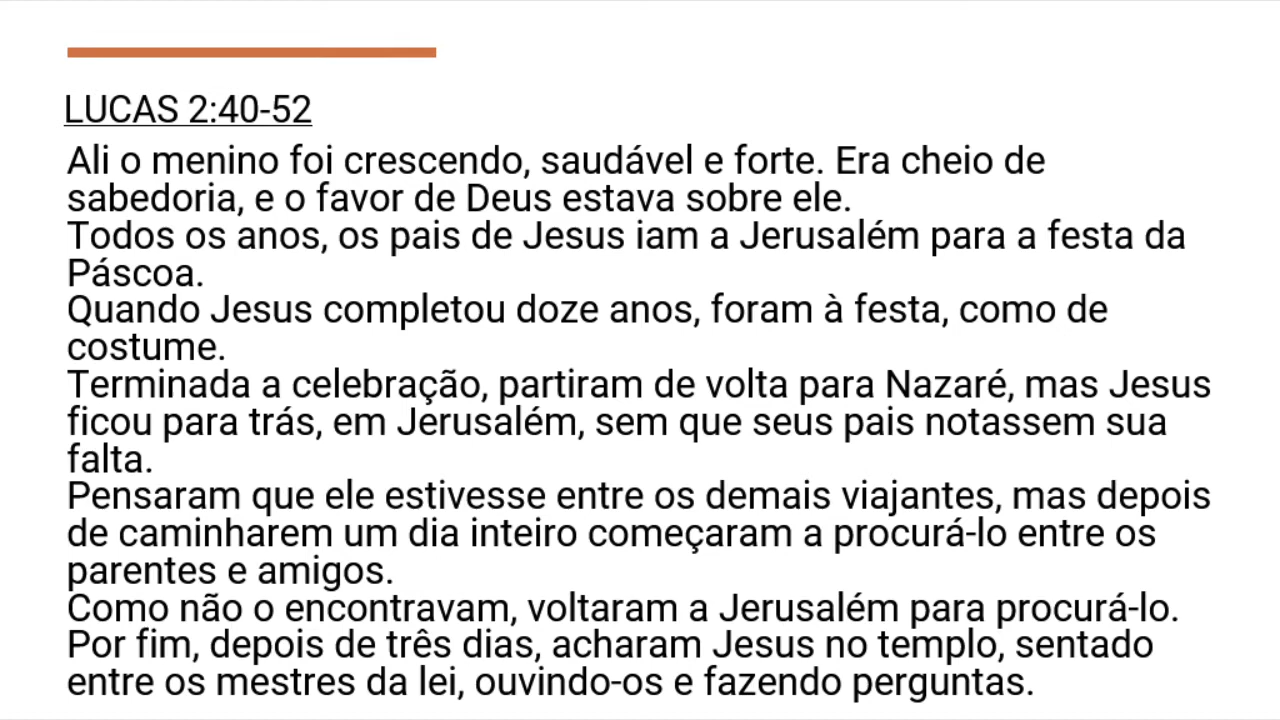 LUCAS 2:40-52
Ali o menino foi crescendo, saudável e forte. Era cheio de
sabedoria, e o favor de Deus estava sobre ele.
Todos os anos, os pais de Jesus iam a Jerusalém para a festa da
Páscoa.
Quando Jesus completou doze anos, foram à festa, como de
costume.
Terminada a celebração, partiram de volta para Nazaré, mas Jesus
ficou para trás, em Jerusalém, sem que seus pais notassem sua
falta.
Pensaram que ele estivesse entre os demais viajantes, mas depois
de caminharem um dia inteiro começaram a procurá-lo entre os
parentes e amigos.
Como não o encontravam, voltaram a Jerusalém para procurá-lo.
Por fim, depois de três dias, acharam Jesus no templo, sentado
entre os mestres da lei, ouvindo-os e fazendo perguntas.